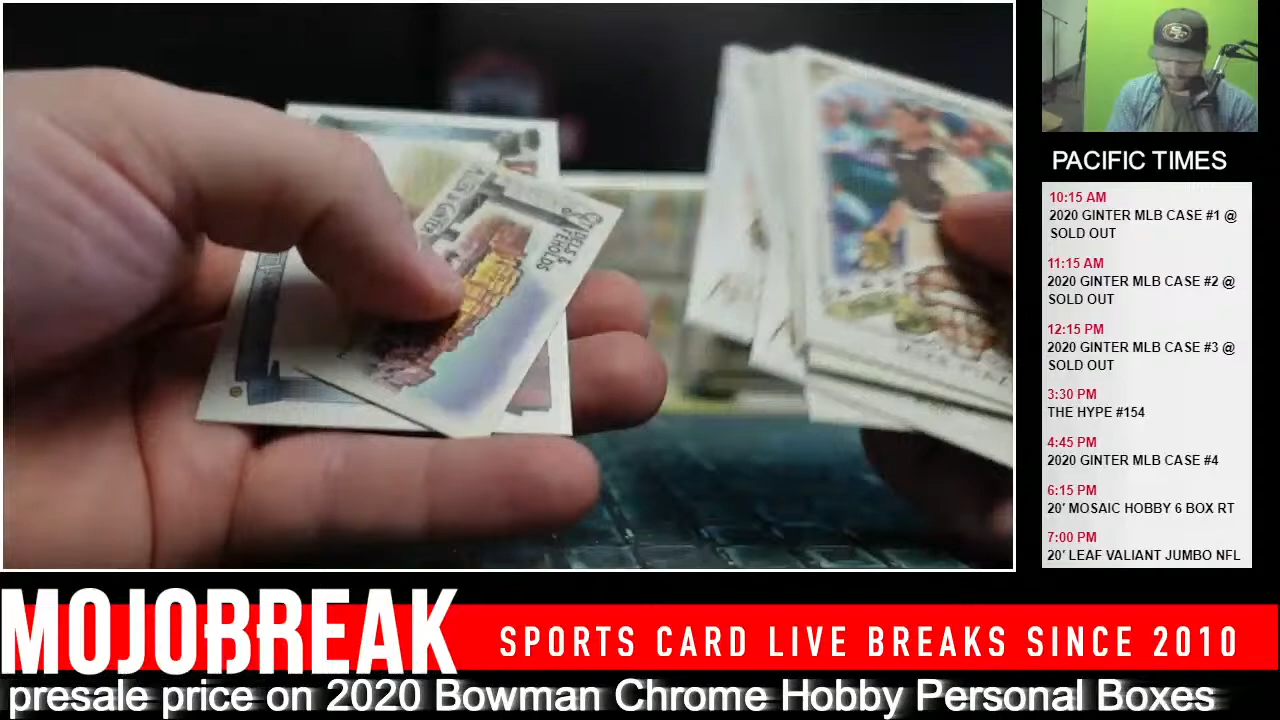 PACIFIC TIMES
10:15 AM
2020 GINTER MLB CASE #1 @
SOLD OUT
11:15 AM
2020 GINTER MLB CASE #2 @
SOLD OUT
12:15 PM
2020 GINTER MLB CASE #3 @
SOLD OUT
3:30 PM
THE HYPE #154
4:45 PM
2020 GINTER MLB CASE #4
6:15 PM
20' MOSAIC HOBBY 6 BOX RT
7:00 PM
20' LEAF VALIANT JUMBO NFL
MOJOBREAK
SPORTS CARD LIVE BREAKS SINCE 2010
presale price on 2020 Bowman Chrome Hobby Personal Boxes